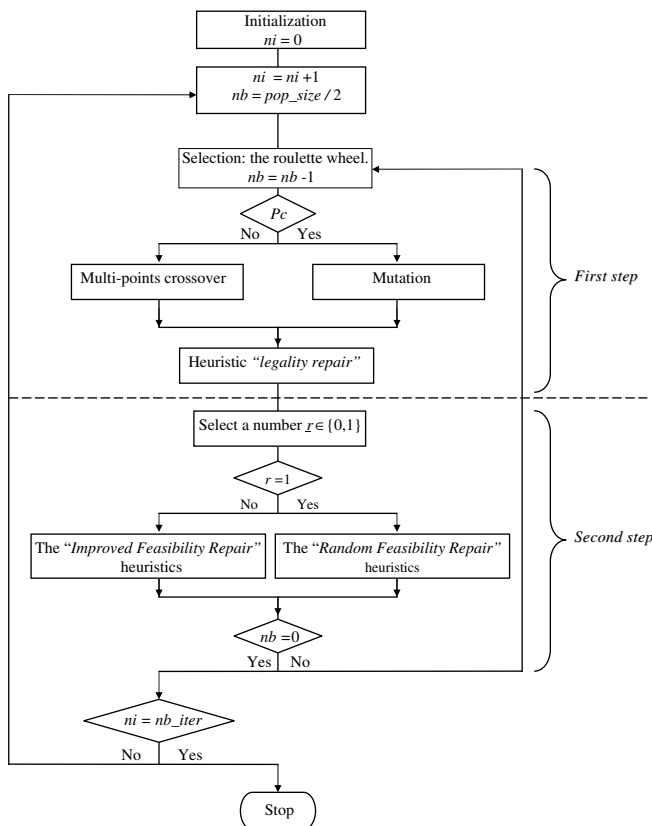 Initialization
ni = 0
ni = ni +1
nb = pop_size / 2
Selection: the roulette wheel.
nb = nb -1
Pc
No Yes
Multi-points crossover
Mutation
First step
Heuristic “legality repair”
Select a number r ∈ {0,1}
r =1
No Yes
Second step
The “Improved Feasibility Repair”
heuristics
The “Random Feasibility Repair”
heuristics
nb =0
Yes No
ni = nb_iter
No Yes
Stop